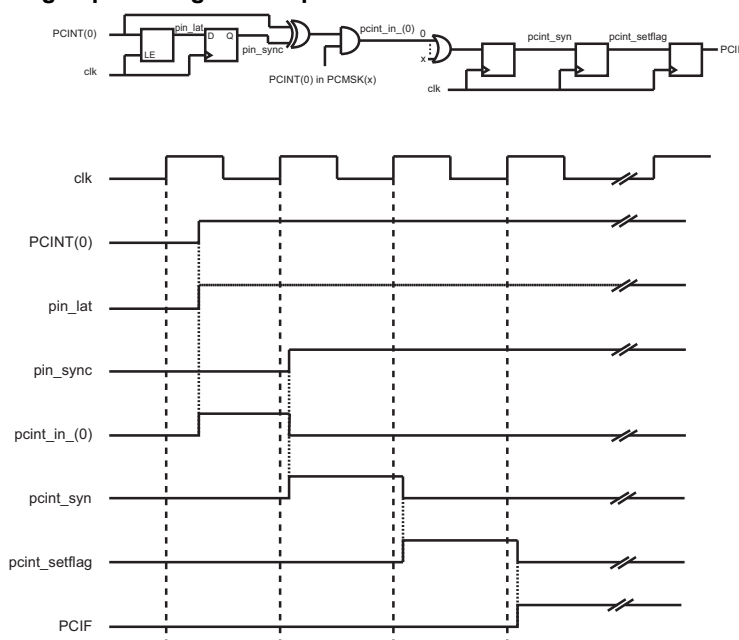 PCINT(0)
LE
clk
pin_lat
D Q
pin_sync
PCINT(0) in PCMSK(x)
pcint_in_(0)
0
x
clk
pcint_syn
pcint_setflag
clk
PCINT(0)
pin_lat
pin_sync
pcint_in_(0)
pcint_syn
pcint_setflag
PCIF